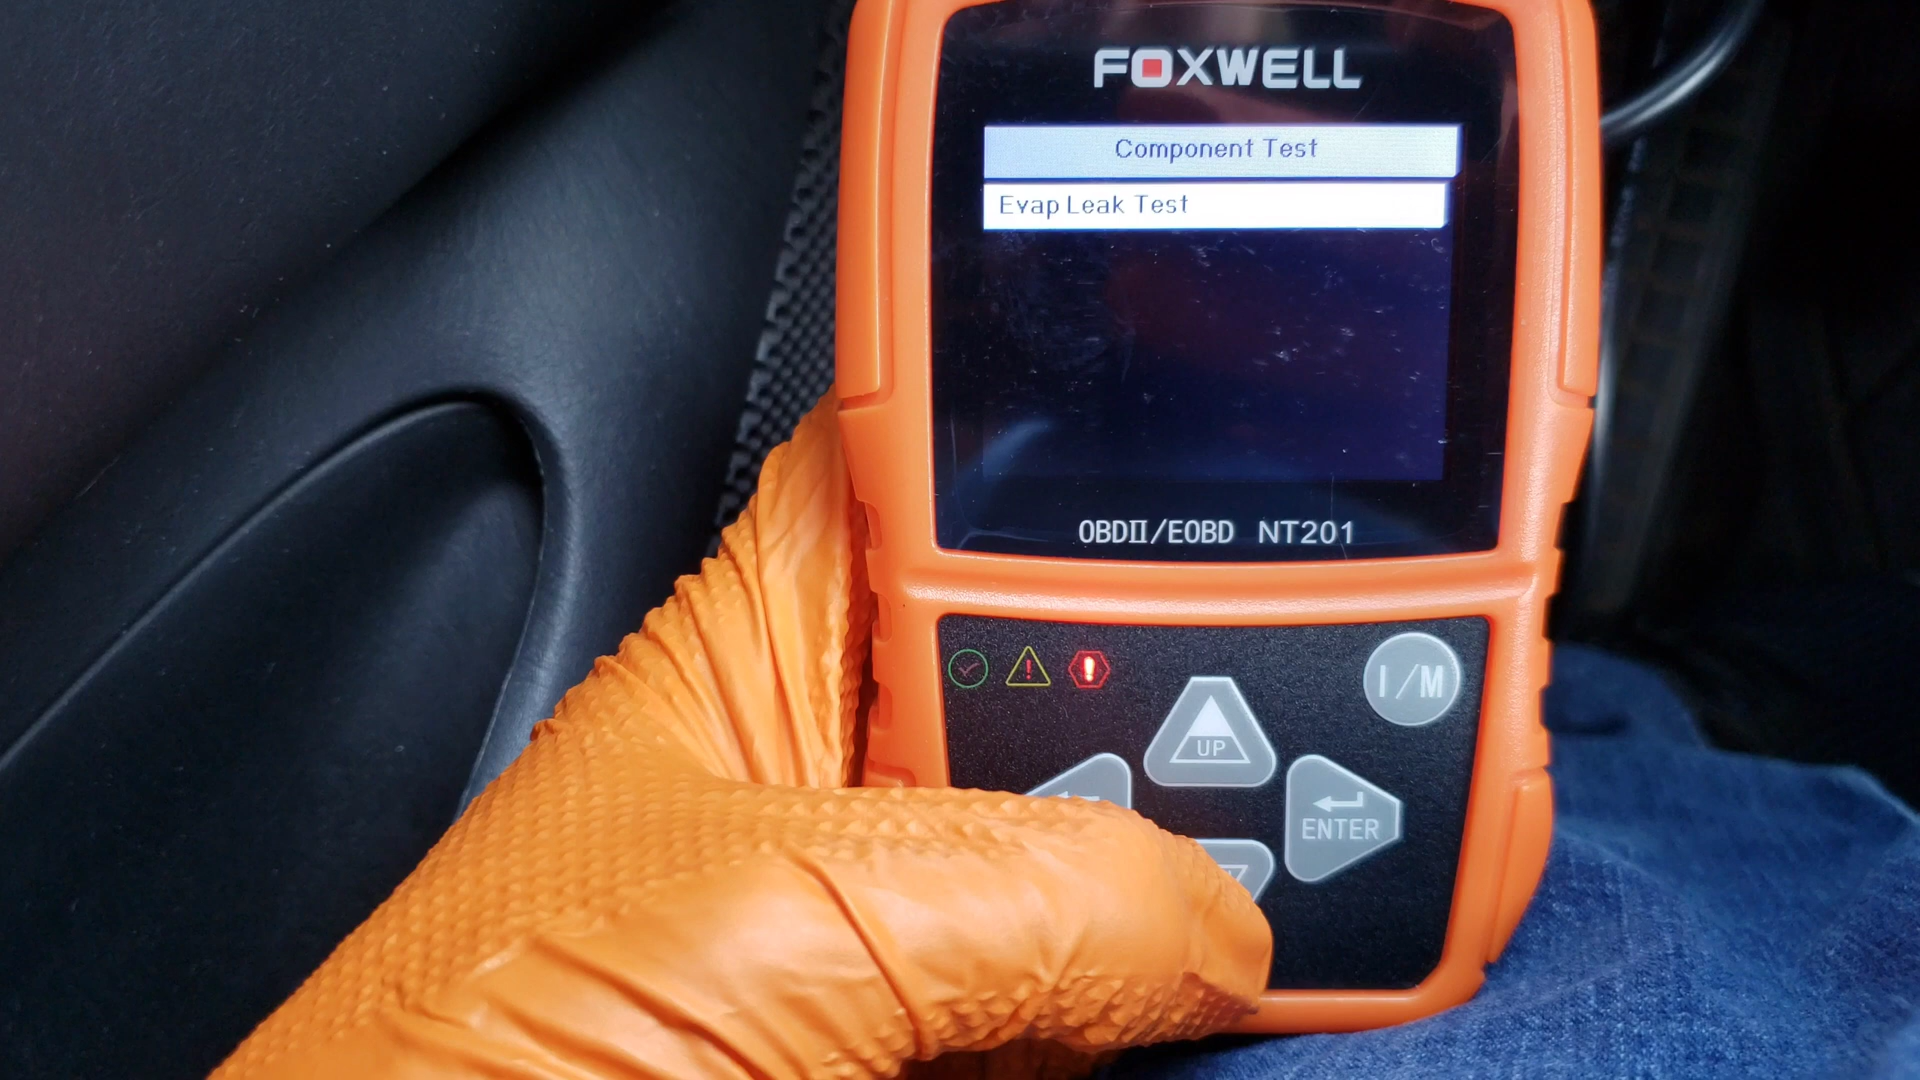 FOXWELL
Component Test
Evap Leak Test
OBDII/EOBD NT201
I/M
UP
ENTER